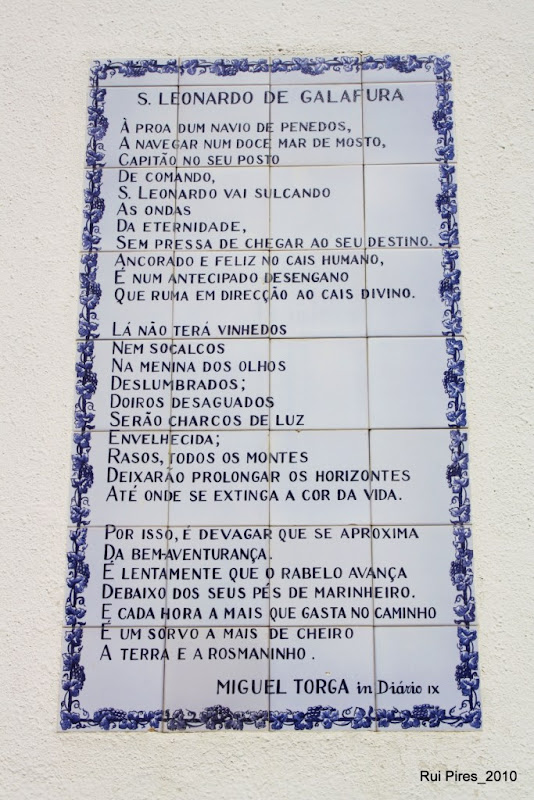 S. LEONARDO DE GALAFURA
À PROA DUM NAVIO DE PENEDOS,
A NAVEGAR NUM DOCE MAR DE MOSTO,
CAPITÃO NO SEU POSTO
DE COMANDO,
S. LEONARDO VAI SULCANDO
AS ONDAS
DA ETERNIDADE,
SEM PRESSA DE CHEGAR AO SEU DESTINO.
ANCORADO E FELIZ NO CAIS HUMANO,
É NUM ANTECIPADO DESENGANO
QUE RUMA EM DIRECÇÃO AO CAIS DIVINO.
LÁ NÃO TERÁ VINHEDOS
NEM SOCALCOS
NA MENINA DOS OLHOS
DESLUMBRADOS;
DOIROS DESAGUADOS
SERÃO CHARCOS DE LUZ
ENVELHECIDA;
RASOS, TODOS OS MONTES
DEIXARÃO PROLONGAR OS HORIZONTES
ATÉ ONDE SE EXTINGA A COR DA VIDA.
POR ISSO, É DEVAGAR QUE SE APROXIMA
DA BEM-AVENTURANÇA.
É LENTAMENTE QUE O RABELO AVANÇA
DEBAIXO DOS SEUS PÉS DE MARINHEIRO.
E CADA HORA A MAIS QUE GASTA NO CAMINHO
É UM SORVO A MAIS DE CHEIRO
A TERRA E A ROSMANINHO.
MIGUEL TORGA in Diário IX
Rui Pires_2010